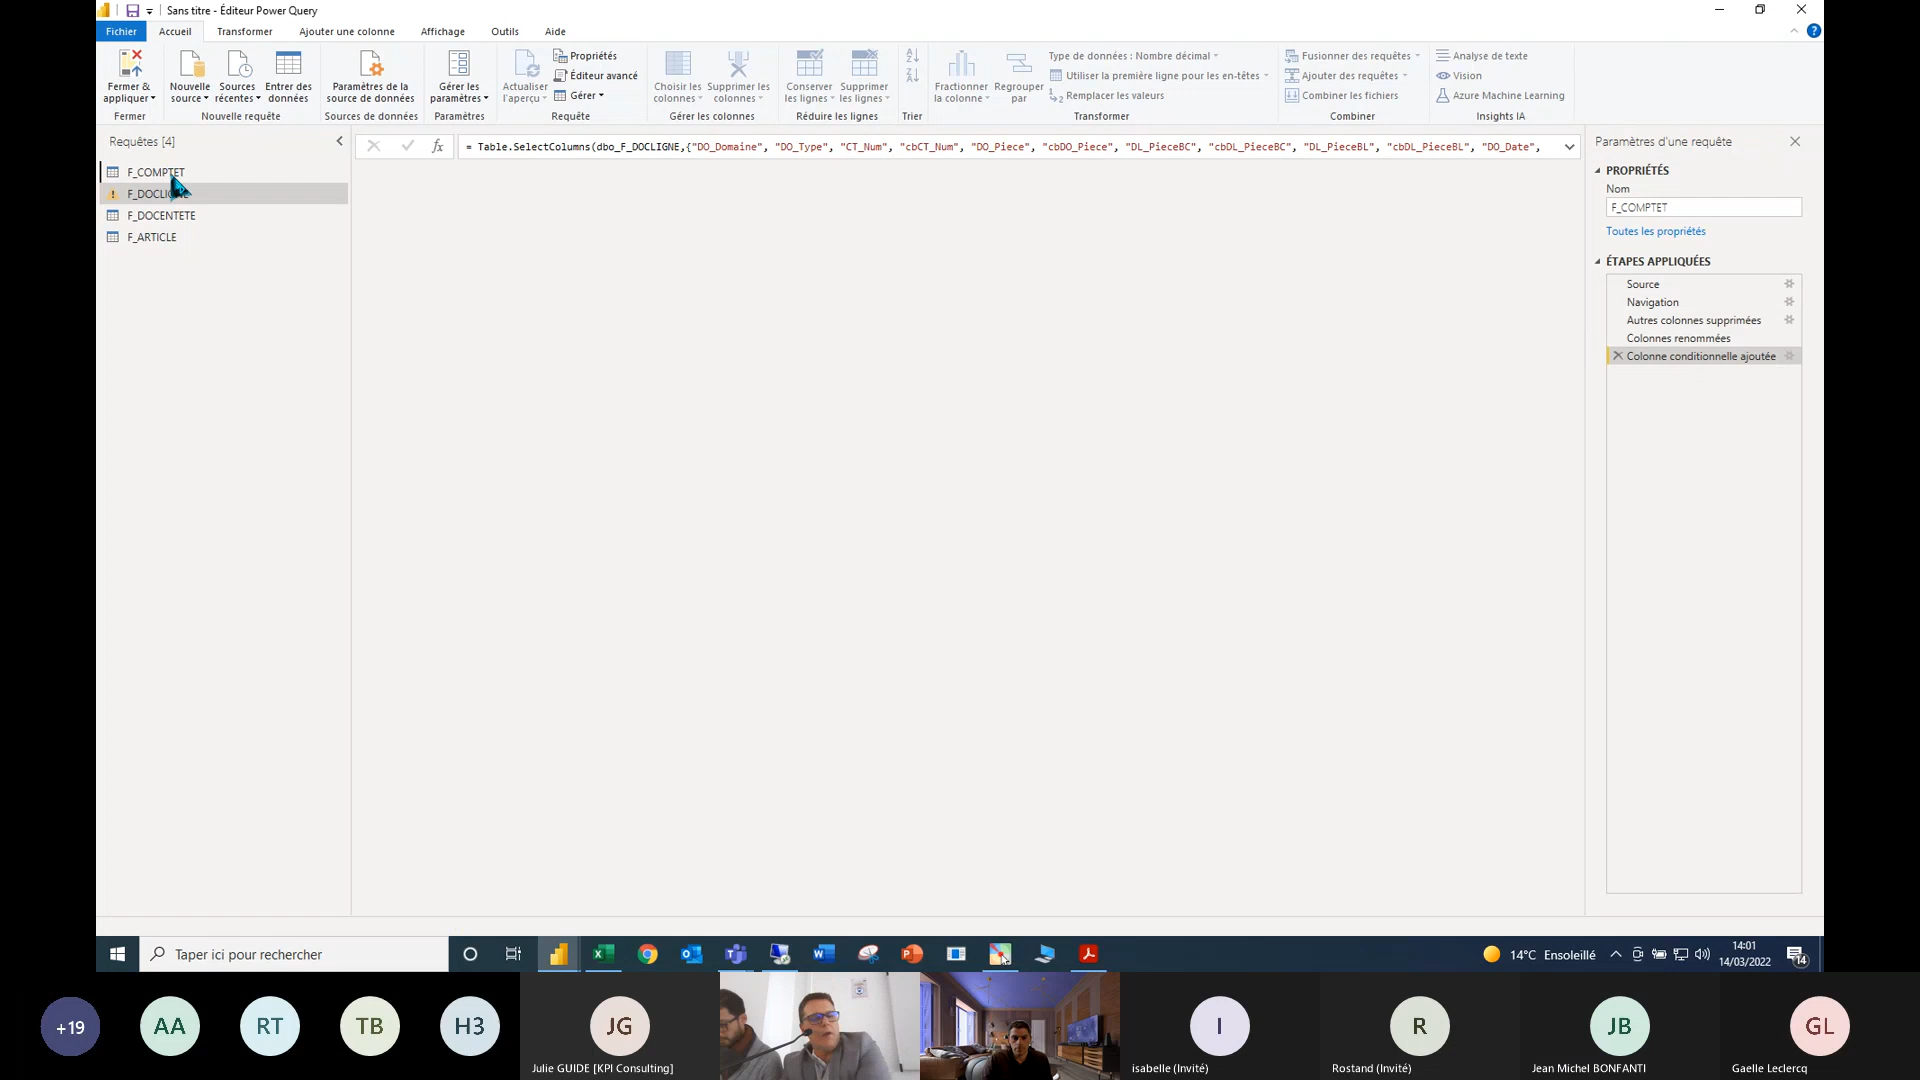 Sans titre - Éditeur Power Query
Fichier Accueil Transformer Ajouter une colonne Affichage Outils Aide
Fermer & appliquer
Fermer
Nouvelle source
Sources récentes
Entrer des données
Nouvelle requête
Paramètres de la source de données
Sources de données
Gérer les paramètres
Paramètres
Actualiser l'aperçu
Propriétés
Éditeur avancé
Gérer
Requête
Choisir les colonnes
Supprimer les colonnes
Gérer les colonnes
Conserver les lignes
Supprimer les lignes
Réduire les lignes
Trier
Fractionner la colonne
Regrouper par
Type de données : Nombre décimal
Utiliser la première ligne pour les en-têtes
Remplacer les valeurs
Transformer
Fusionner des requêtes
Ajouter des requêtes
Combiner les fichiers
Combiner
Analyse de texte
Vision
Azure Machine Learning
Insights IA
Requêtes [4]
F_COMPTET
F_DOCENTETE
F_ARTICLE
fx
= Table.SelectColumns(dbo_F_DOCLIGNE,{"DO_Domaine", "DO_Type", "CT_Num", "cbCT_Num", "DO_Piece", "cbDO_Piece", "DL_PieceBC", "cbDL_PieceBC", "DL_PieceBL", "cbDL_PieceBL", "DO_Date",
Paramètres d'une requête
PROPRIÉTÉS
Nom
F_COMPTET
Toutes les propriétés
ÉTAPES APPLIQUÉES
Source
Navigation
Autres colonnes supprimées
Colonnes renommées
Colonne conditionnelle ajoutée
Taper ici pour rechercher
14°C Ensoleillé
14:01
14/03/2022
14
+19
AA
RT
TB
H3
JG
Julie GUIDE [KPI Consulting]
I
isabelle (Invité)
R
Rostand (Invité)
JB
Jean Michel BONFANTI
GL
Gaelle Leclercq